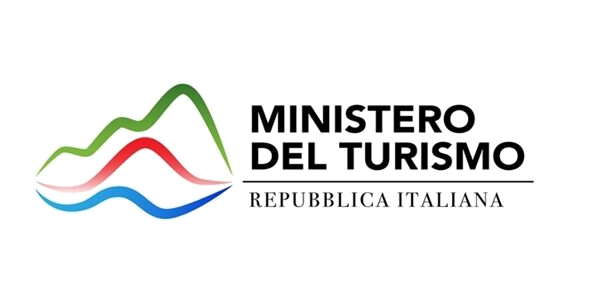 MINISTERO
DEL TURISMO
REPUBBLICA ITALIANA